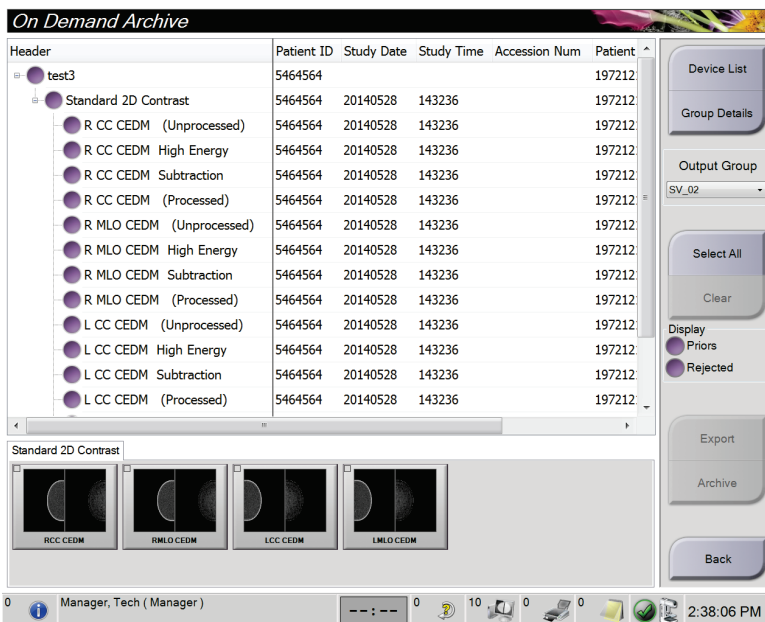 On Demand Archive
Header Patient ID Study Date Study Time Accession Num Patient
test3 5464564 197212
Standard 2D Contrast 5464564 20140528 143236 197212
R CC CEDM (Unprocessed) 5464564 20140528 143236 197212
R CC CEDM High Energy 5464564 20140528 143236 197212
R CC CEDM Subtraction 5464564 20140528 143236 197212
R CC CEDM (Processed) 5464564 20140528 143236 197212
R MLO CEDM (Unprocessed) 5464564 20140528 143236 197212
R MLO CEDM High Energy 5464564 20140528 143236 197212
R MLO CEDM Subtraction 5464564 20140528 143236 197212
R MLO CEDM (Processed) 5464564 20140528 143236 197212
L CC CEDM (Unprocessed) 5464564 20140528 143236 197212
L CC CEDM High Energy 5464564 20140528 143236 197212
L CC CEDM Subtraction 5464564 20140528 143236 197212
L CC CEDM (Processed) 5464564 20140528 143236 197212
Device List
Group Details
Output Group
SV_02
Select All
Clear
Display
Priors
Rejected
Export
Archive
Back
Standard 2D Contrast
RCC CEDM RMLO CEDM LCC CEDM LMLO CEDM
0 Manager, Tech ( Manager ) --:-- 0 10 0 0 2:38:06 PM